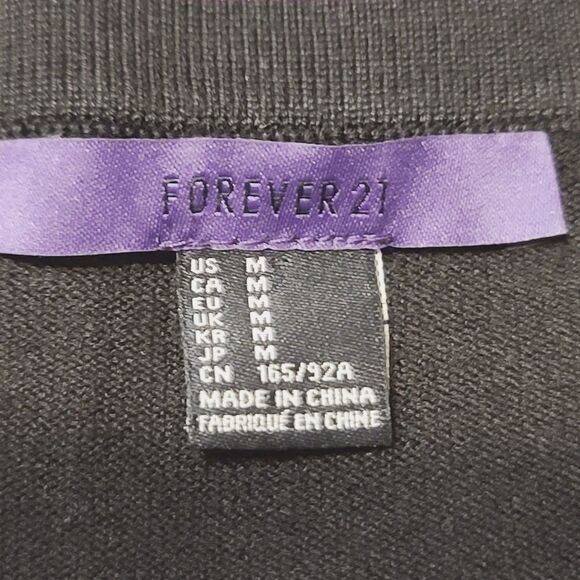 FOREVER 21
US M
CA M
EU M
UK M
KR M
JP M
CN 165/92A
MADE IN CHINA
FABRIQUÉ EN CHINE